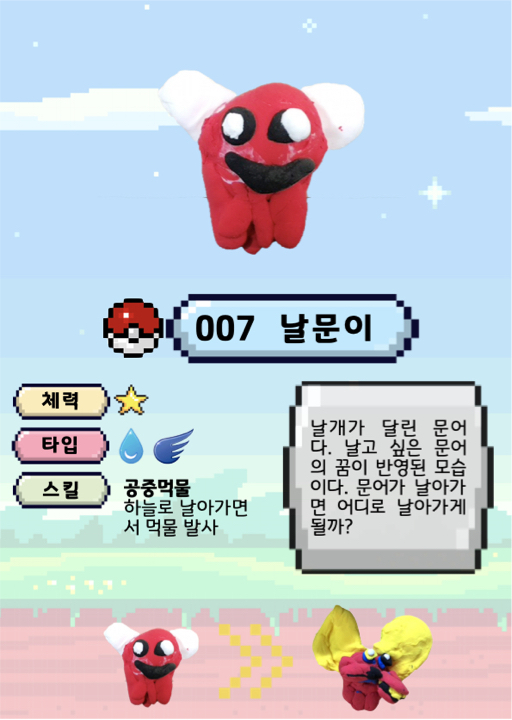 007 날문이
체력
타입
스킬
공중먹물
하늘로 날아가면
서 먹물 발사
날개가 달린 문어
다. 날고 싶은 문어
의 꿈이 반영된 모습
이다. 문어가 날아가
면 어디로 날아가게
될까?